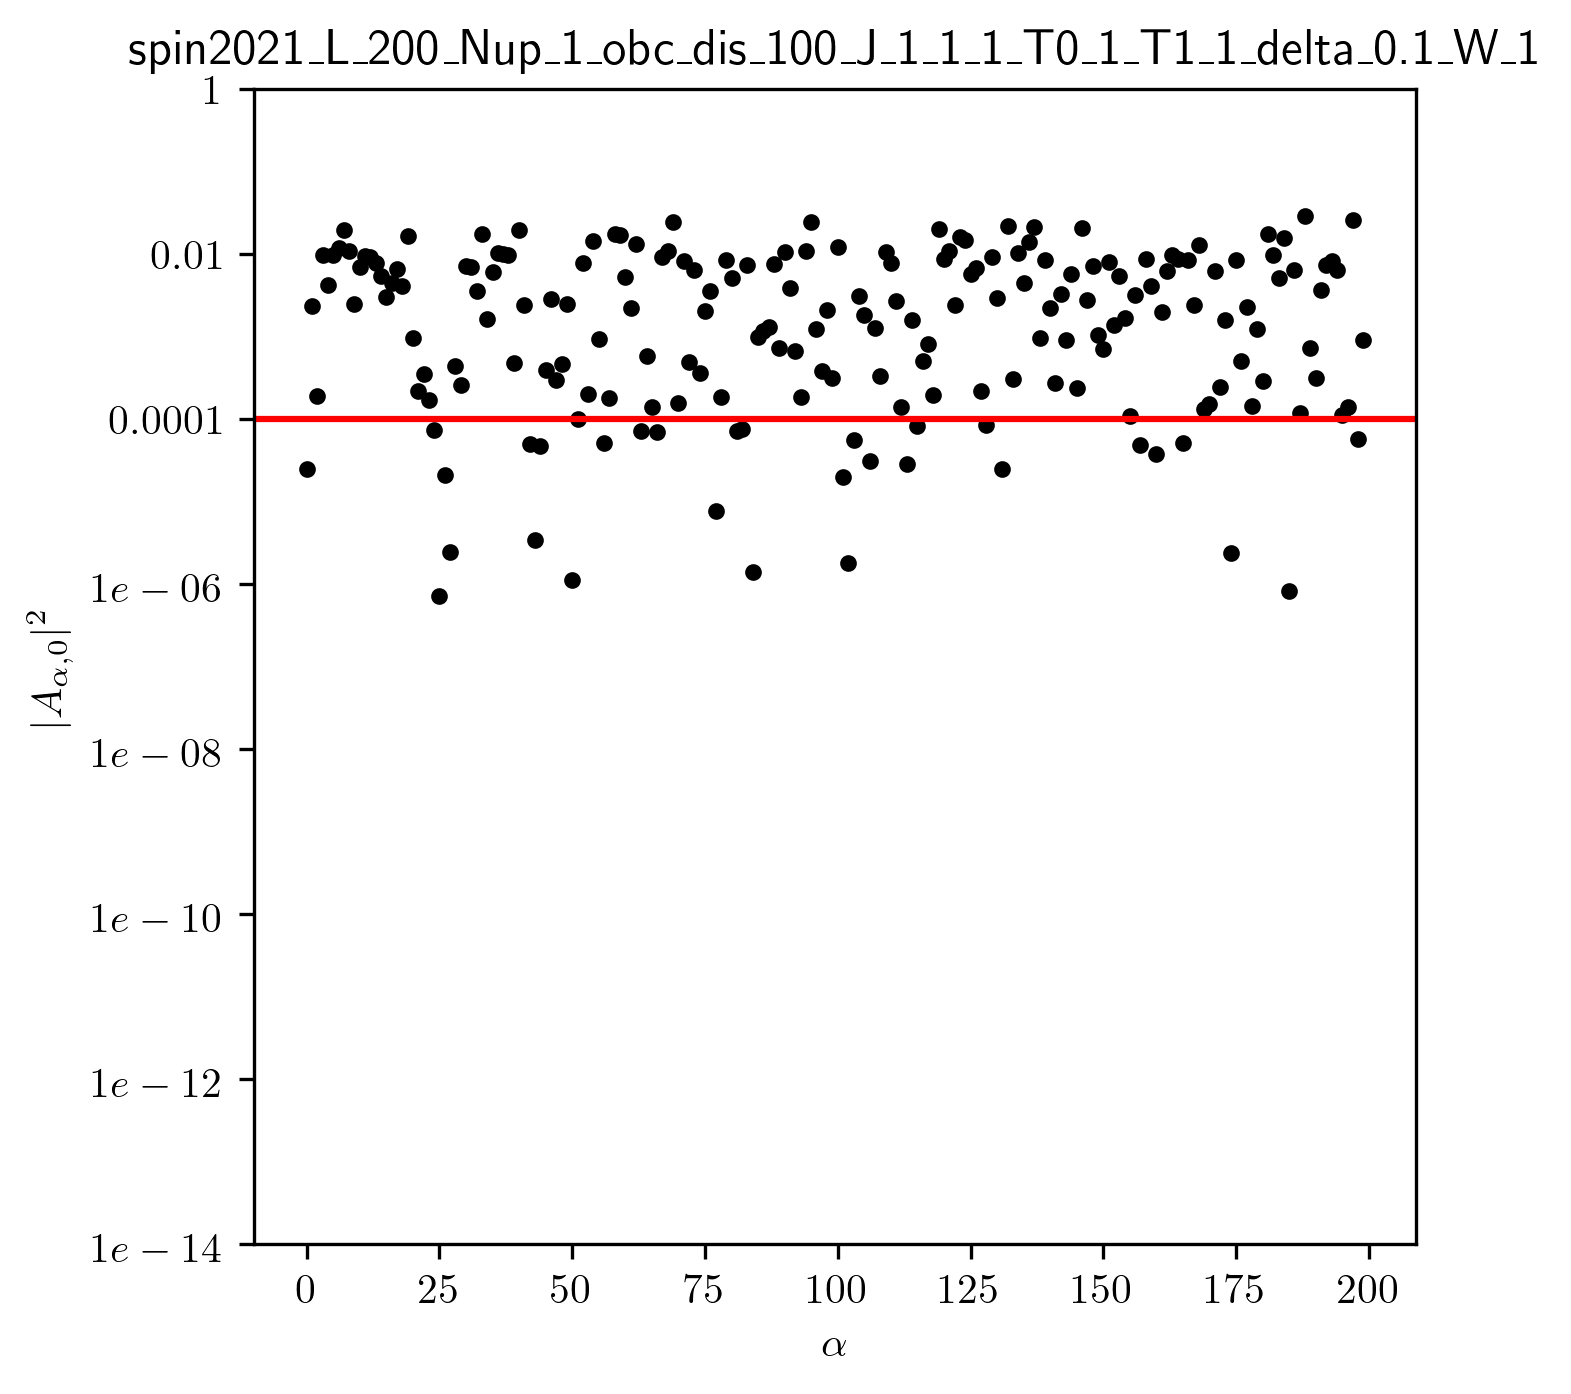 spin2021_L_200_Nup_1_obc_dis_100_J_1_1_1_T0_1_T1_1_delta_0.1_W_1
1
0.01
0.0001
1e − 06
1e − 08
1e − 10
1e − 12
1e − 14
|A_{α,0}|^2
0 25 50 75 100 125 150 175 200
α